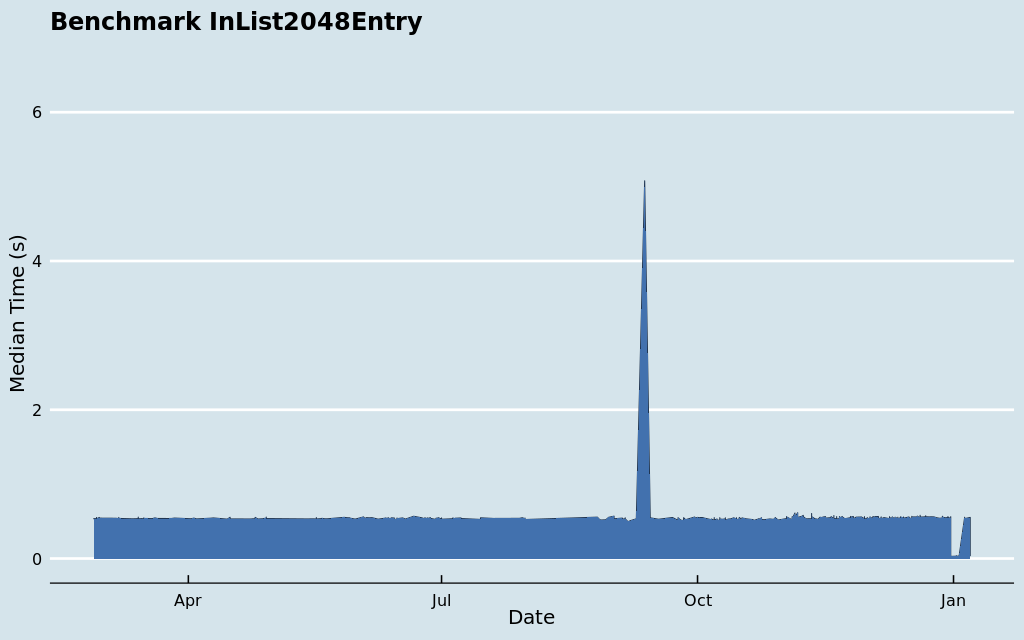 Benchmark InList2048Entry
6
4
2
0
Median Time (s)
Apr
Jul
Oct
Jan
Date